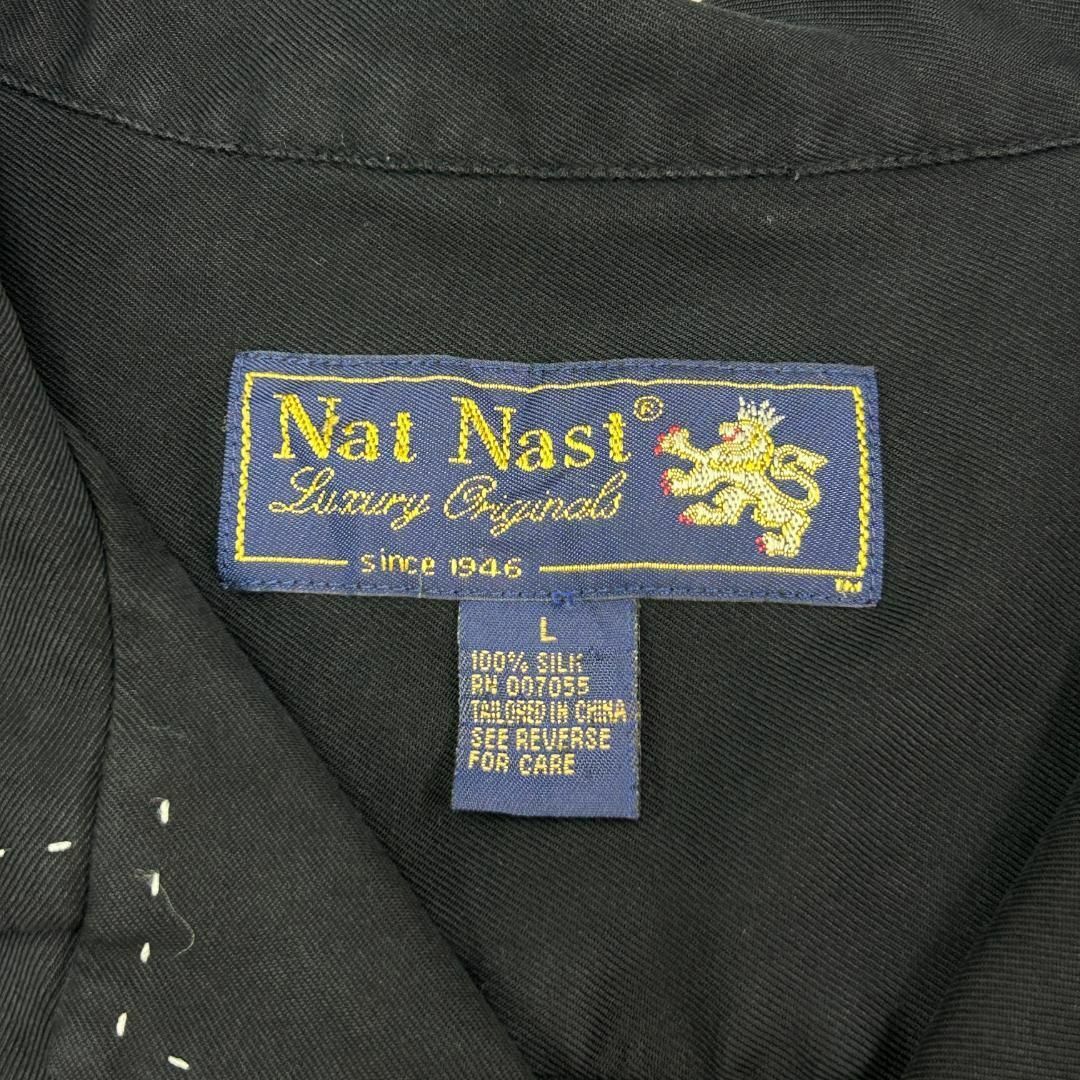 Nat Nast®
Luxury Originals
since 1946
TM
L
100% SILK
RN 007055
TAILORED IN CHINA
SEE REVERSE
FOR CARE